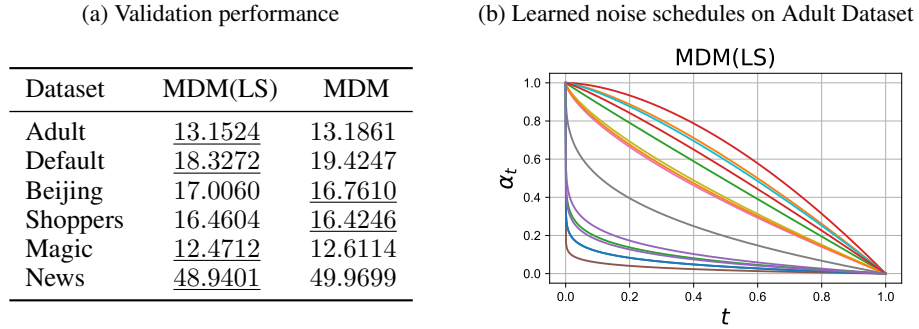 (a) Validation performance
Dataset MDM(LS) MDM
Adult 13.1524 13.1861
Default 18.3272 19.4247
Beijing 17.0060 16.7610
Shoppers 16.4604 16.4246
Magic 12.4712 12.6114
News 48.9401 49.9699
(b) Learned noise schedules on Adult Dataset
MDM(LS)
1.0
0.8
0.6
0.4
0.2
0.0
αt
0.0 0.2 0.4 0.6 0.8 1.0
t